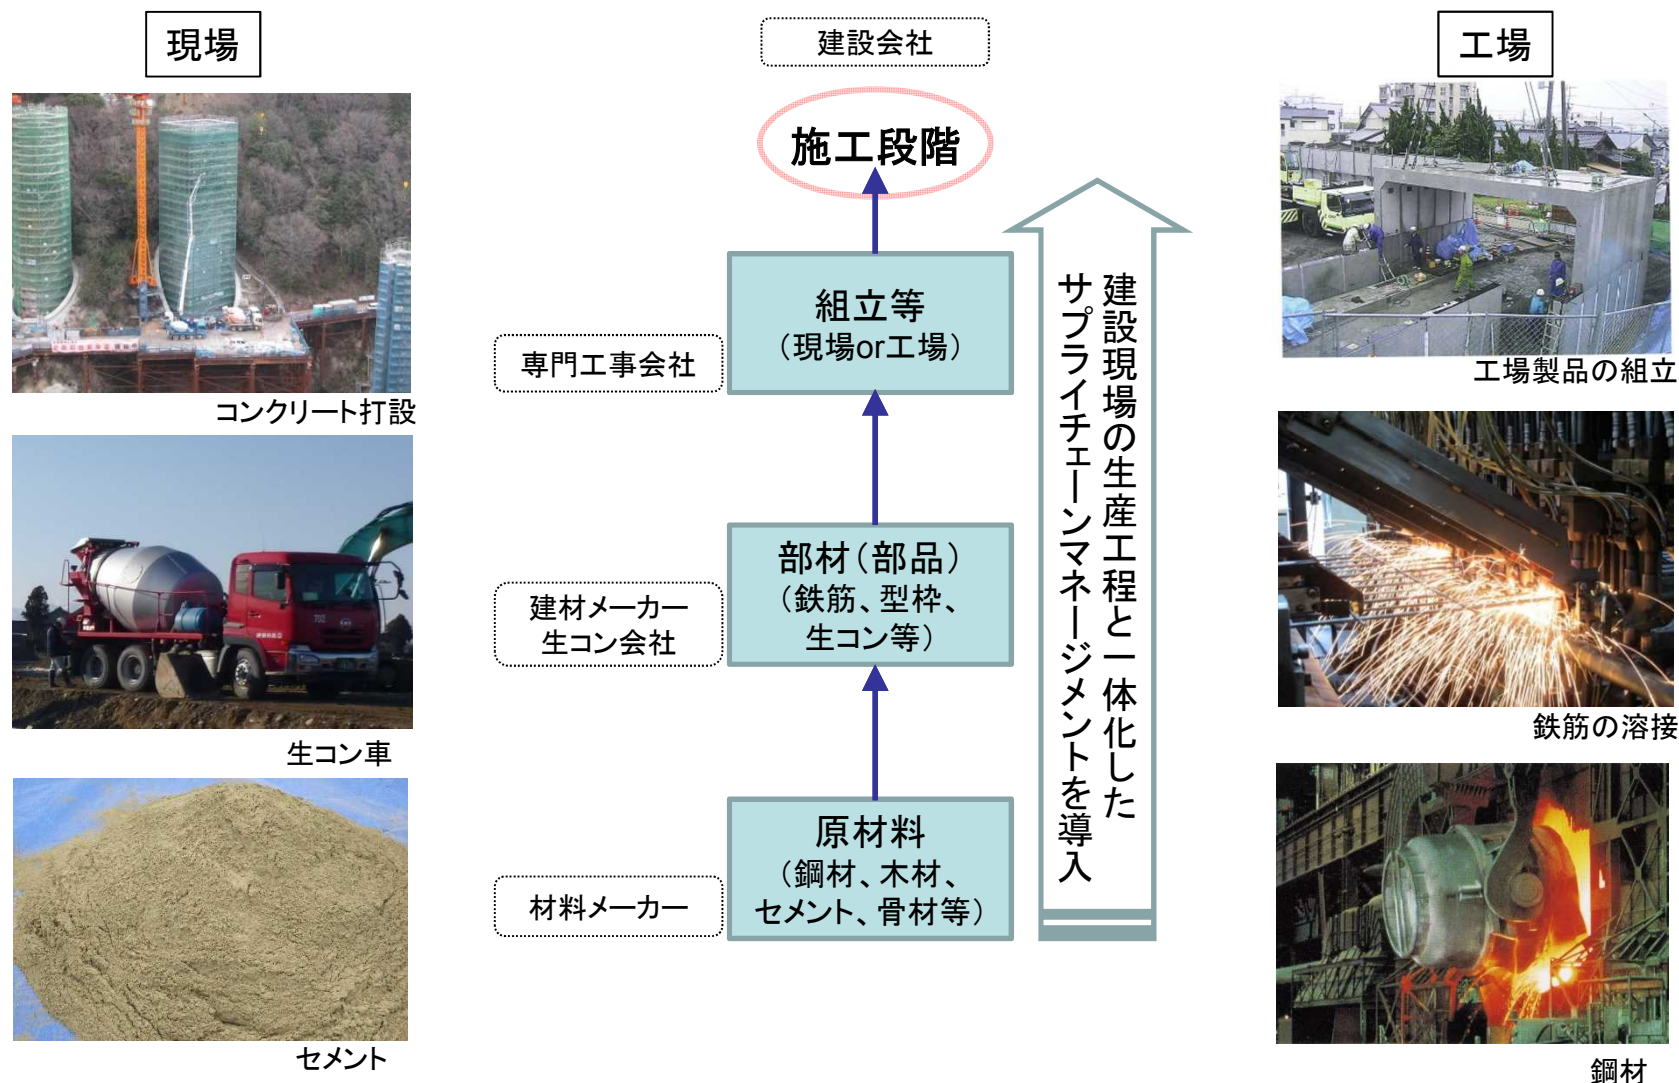 現場
コンクリート打設
生コン車
セメント
建設会社
施工段階
組立等
（現場or工場）
専門工事会社
部材（部品）
（鉄筋、型枠、
生コン等）
建材メーカー
生コン会社
原材料
（鋼材、木材、
セメント、骨材等）
材料メーカー
建設現場の生産工程と一体化した
サプライチェーンマネージメントを導入
工場
工場製品の組立
鉄筋の溶接
鋼材